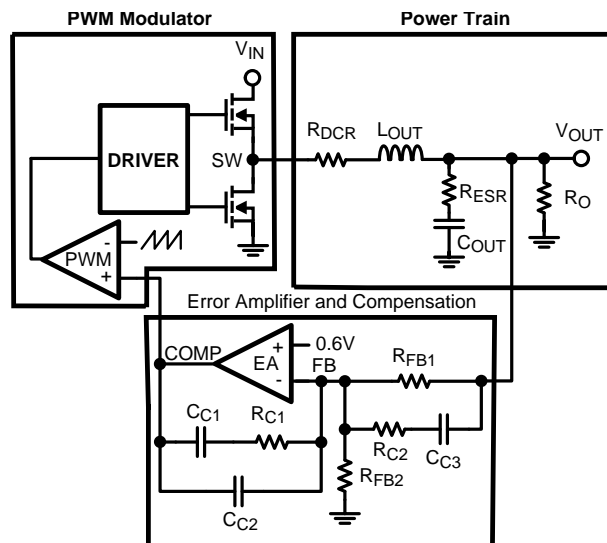 PWM Modulator
Power Train
VIN
RDCR
LOUT
VOUT
DRIVER
SW
RESR
RO
COUT
-
PWM
+
Error Amplifier and Compensation
COMP
+
0.6V
EA
FB
-
RFB1
CC1
RC1
RC2
CC3
RFB2
CC2